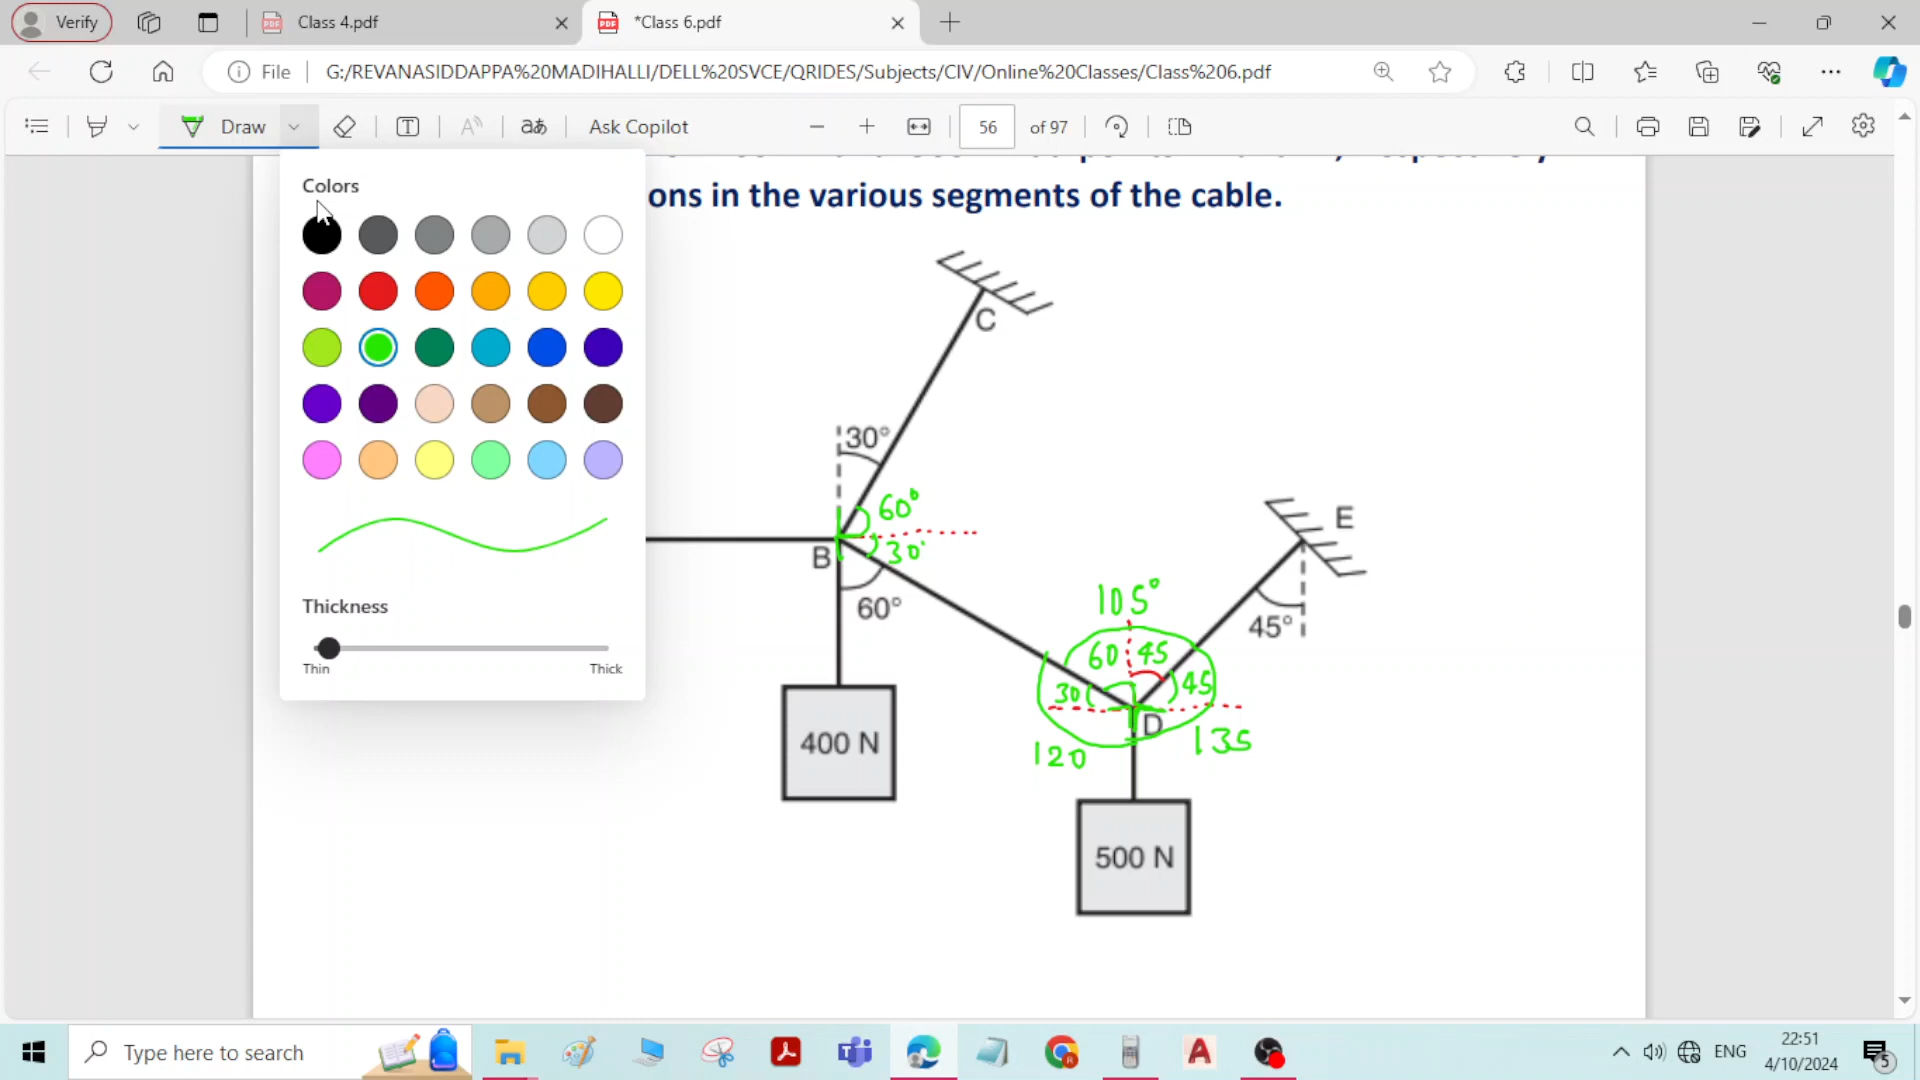 Verify
Class 4.pdf
*Class 6.pdf
File
G:/REVANASIDDAPPA%20MADIHALLI/DELL%20SVCE/QRIDES/Subjects/CIV/Online%20Classes/Class%206.pdf
Draw
Ask Copilot
56 of 97
Colors
ons in the various segments of the cable.
C
30°
60°
E
B
30°
60°
105°
45°
60 45
30 45
D
Thickness
Thin Thick
400 N
120
135
500 N
Type here to search
ENG
22:51
4/10/2024
5